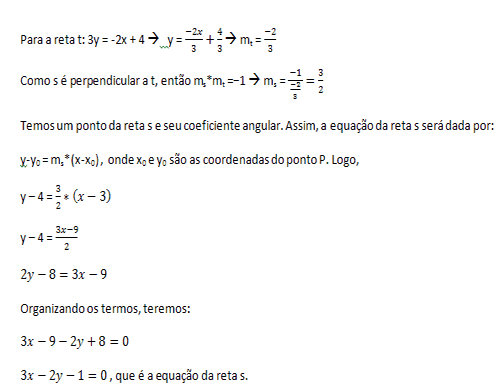 Para a reta t: 3y = -2x + 4 → y = \frac{-2x}{3} + \frac{4}{3} → m_t = \frac{-2}{3}
Como s é perpendicular a t, então m_s*m_t =−1 → m_s = \frac{-1}{\frac{-2}{3}} = \frac{3}{2}
Temos um ponto da reta s e seu coeficiente angular. Assim, a equação da reta s será dada por:
y-y₀ = m_s*(x-x₀), onde x₀ e y₀ são as coordenadas do ponto P. Logo,
y – 4 = \frac{3}{2} * (x − 3)
y – 4 = \frac{3x−9}{2}
2y − 8 = 3x − 9
Organizando os termos, teremos:
3x − 9 − 2y + 8 = 0
3x − 2y − 1 = 0 , que é a equação da reta s.